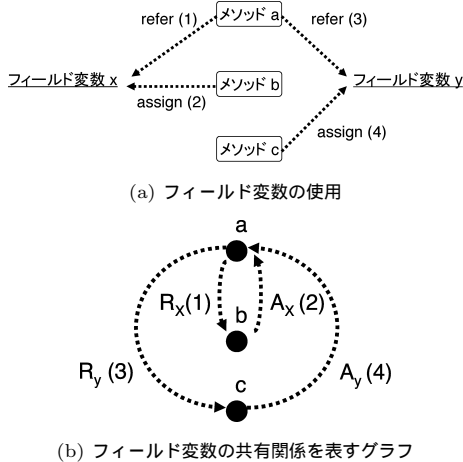 メソッド a
refer (1)
refer (3)
フィールド変数 x
メソッド b
フィールド変数 y
assign (2)
assign (4)
メソッド c
(a) フィールド変数の使用
a
Rx(1)
Ax (2)
b
Ry (3)
c
Ay (4)
(b) フィールド変数の共有関係を表すグラフ